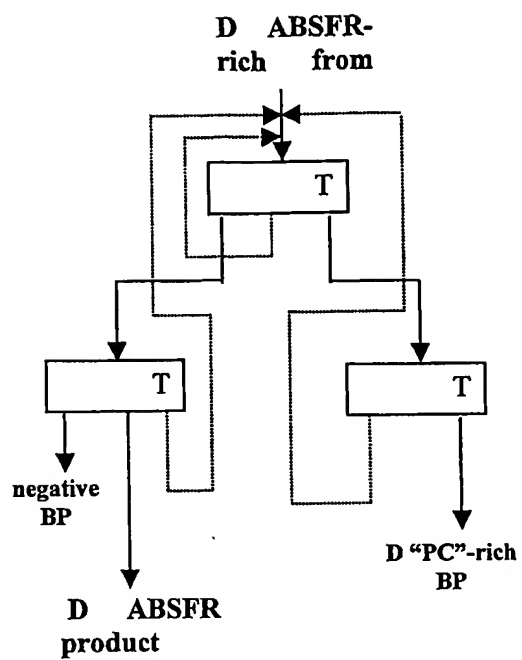 D ABSFR-
rich from
T
T
T
negative
BP
D "PC"-rich
BP
D ABSFR
product